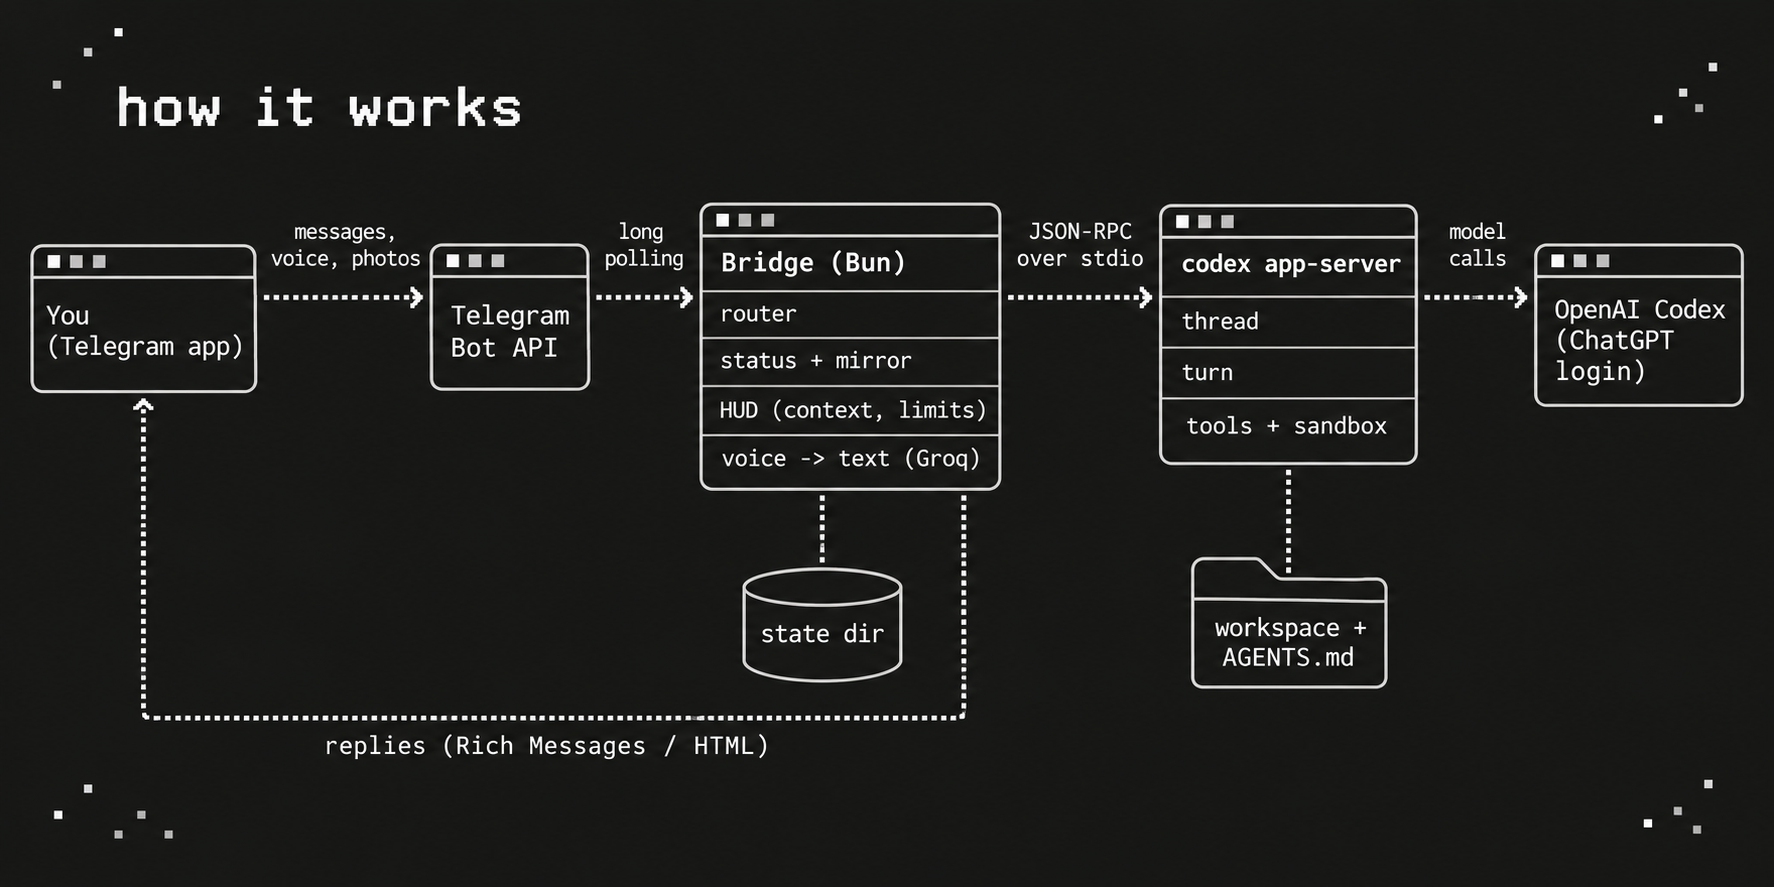 how it works
messages,
voice, photos
long
polling
JSON-RPC
over stdio
model
calls
You
(Telegram app)
Telegram
Bot API
Bridge (Bun)
router
status + mirror
HUD (context, limits)
voice -> text (Groq)
codex app-server
thread
turn
tools + sandbox
OpenAI Codex
(ChatGPT
login)
state dir
workspace +
AGENTS.md
replies (Rich Messages / HTML)